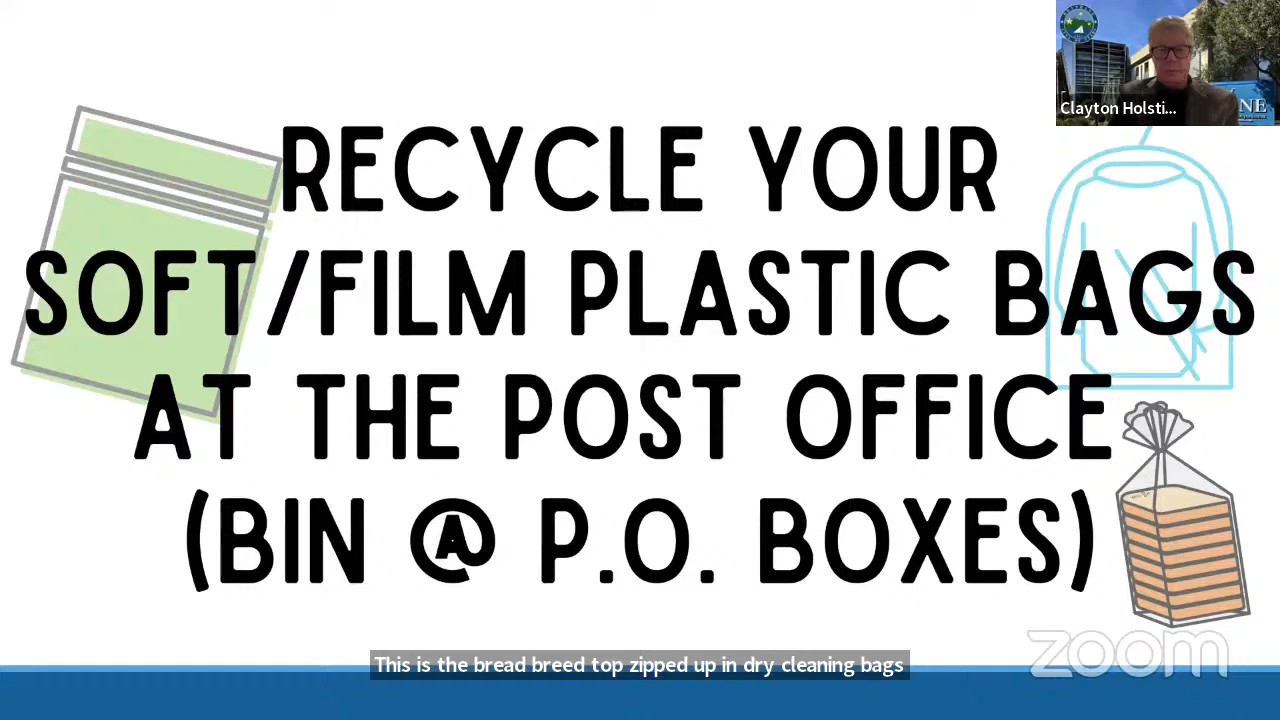 Clayton Holsti...
NE
RECYCLE YOUR
SOFT/FILM PLASTIC BAGS
AT THE POST OFFICE
(BIN @ P.O. BOXES)
zoom
This is the bread breed top zipped up in dry cleaning bags